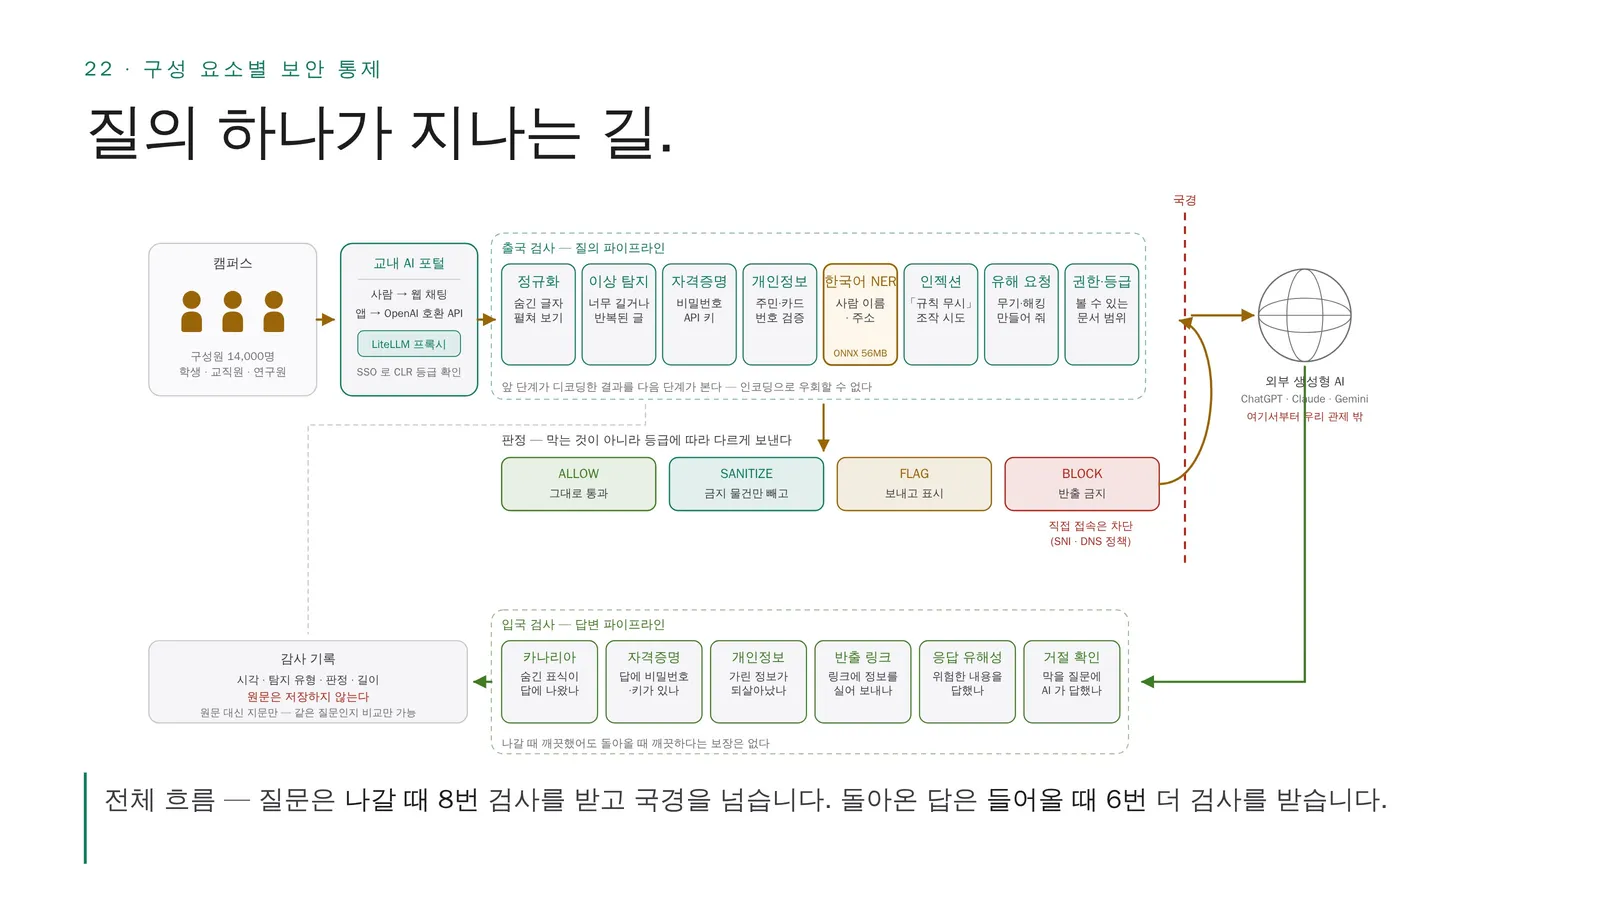 22 · 구성 요소별 보안 통제
질의 하나가 지나는 길.
국경
캠퍼스
구성원 14,000명
학생 · 교직원 · 연구원
교내 AI 포털
사람 → 웹 채팅
앱 → OpenAI 호환 API
LiteLLM 프록시
SSO 로 CLR 등급 확인
출국 검사 — 질의 파이프라인
정규화
숨긴 글자
펼쳐 보기
이상 탐지
너무 길거나
반복된 글
자격증명
비밀번호
API 키
개인정보
주민·카드
번호 검증
한국어 NER
사람 이름
· 주소
ONNX 56MB
인젝션
「규칙 무시」
조작 시도
유해 요청
무기·해킹
만들어 줘
권한·등급
볼 수 있는
문서 범위
앞 단계가 디코딩한 결과를 다음 단계가 본다 — 인코딩으로 우회할 수 없다
외부 생성형 AI
ChatGPT · Claude · Gemini
여기서부터 우리 관제 밖
판정 — 막는 것이 아니라 등급에 따라 다르게 보낸다
ALLOW
그대로 통과
SANITIZE
금지 물건만 빼고
FLAG
보내고 표시
BLOCK
반출 금지
직접 접속은 차단
(SNI · DNS 정책)
감사 기록
시각 · 탐지 유형 · 판정 · 길이
원문은 저장하지 않는다
원문 대신 지문만 — 같은 질문인지 비교만 가능
입국 검사 — 답변 파이프라인
카나리아
숨긴 표식이
답에 나왔나
자격증명
답에 비밀번호
·키가 있나
개인정보
가린 정보가
되살아났나
반출 링크
링크에 정보를
실어 보내나
응답 유해성
위험한 내용을
답했나
거절 확인
막을 질문에
AI 가 답했나
나갈 때 깨끗했어도 돌아올 때 깨끗하다는 보장은 없다
전체 흐름 — 질문은 나갈 때 8번 검사를 받고 국경을 넘습니다. 돌아온 답은 들어올 때 6번 더 검사를 받습니다.